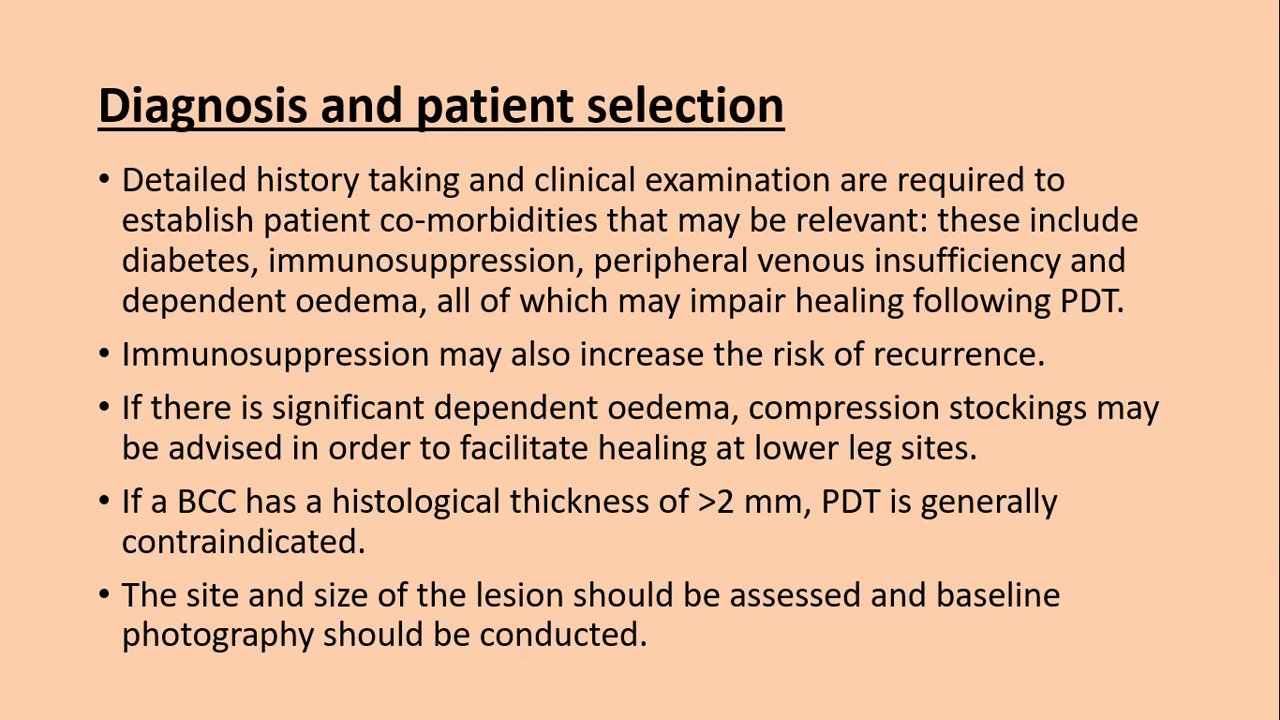 Diagnosis and patient selection
• Detailed history taking and clinical examination are required to
establish patient co-morbidities that may be relevant: these include
diabetes, immunosuppression, peripheral venous insufficiency and
dependent oedema, all of which may impair healing following PDT.
• Immunosuppression may also increase the risk of recurrence.
• If there is significant dependent oedema, compression stockings may
be advised in order to facilitate healing at lower leg sites.
• If a BCC has a histological thickness of >2 mm, PDT is generally
contraindicated.
• The site and size of the lesion should be assessed and baseline
photography should be conducted.